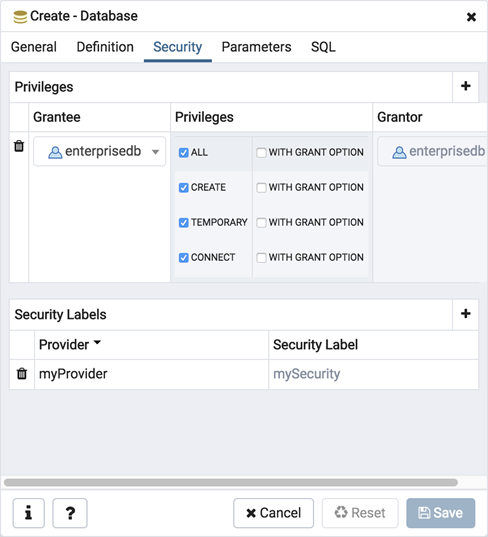 Create - Database
General Definition Security Parameters SQL
Privileges
Grantee Privileges Grantor
enterprisedb ALL WITH GRANT OPTION enterprisedb
CREATE WITH GRANT OPTION
TEMPORARY WITH GRANT OPTION
CONNECT WITH GRANT OPTION
Security Labels
Provider Security Label
myProvider mySecurity
i ? Cancel Reset Save